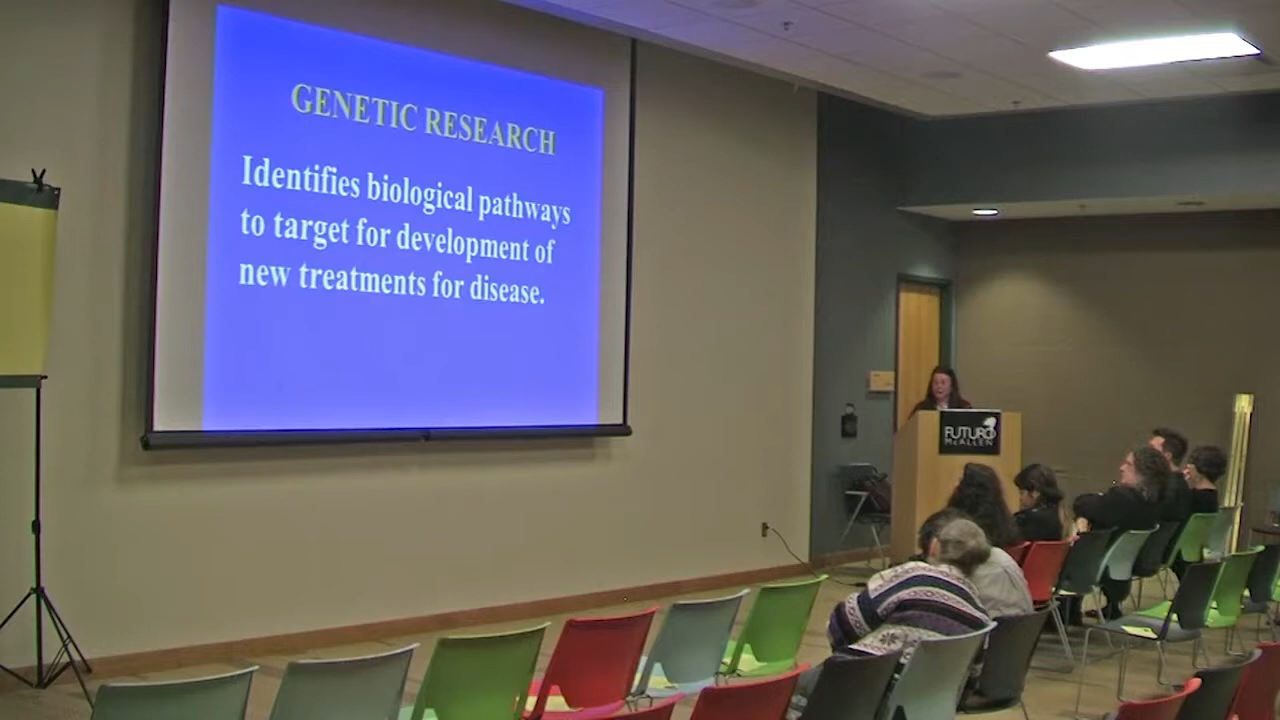 GENETIC RESEARCH
Identifies biological pathways
to target for development of
new treatments for disease.
FUTURO
McALLEN